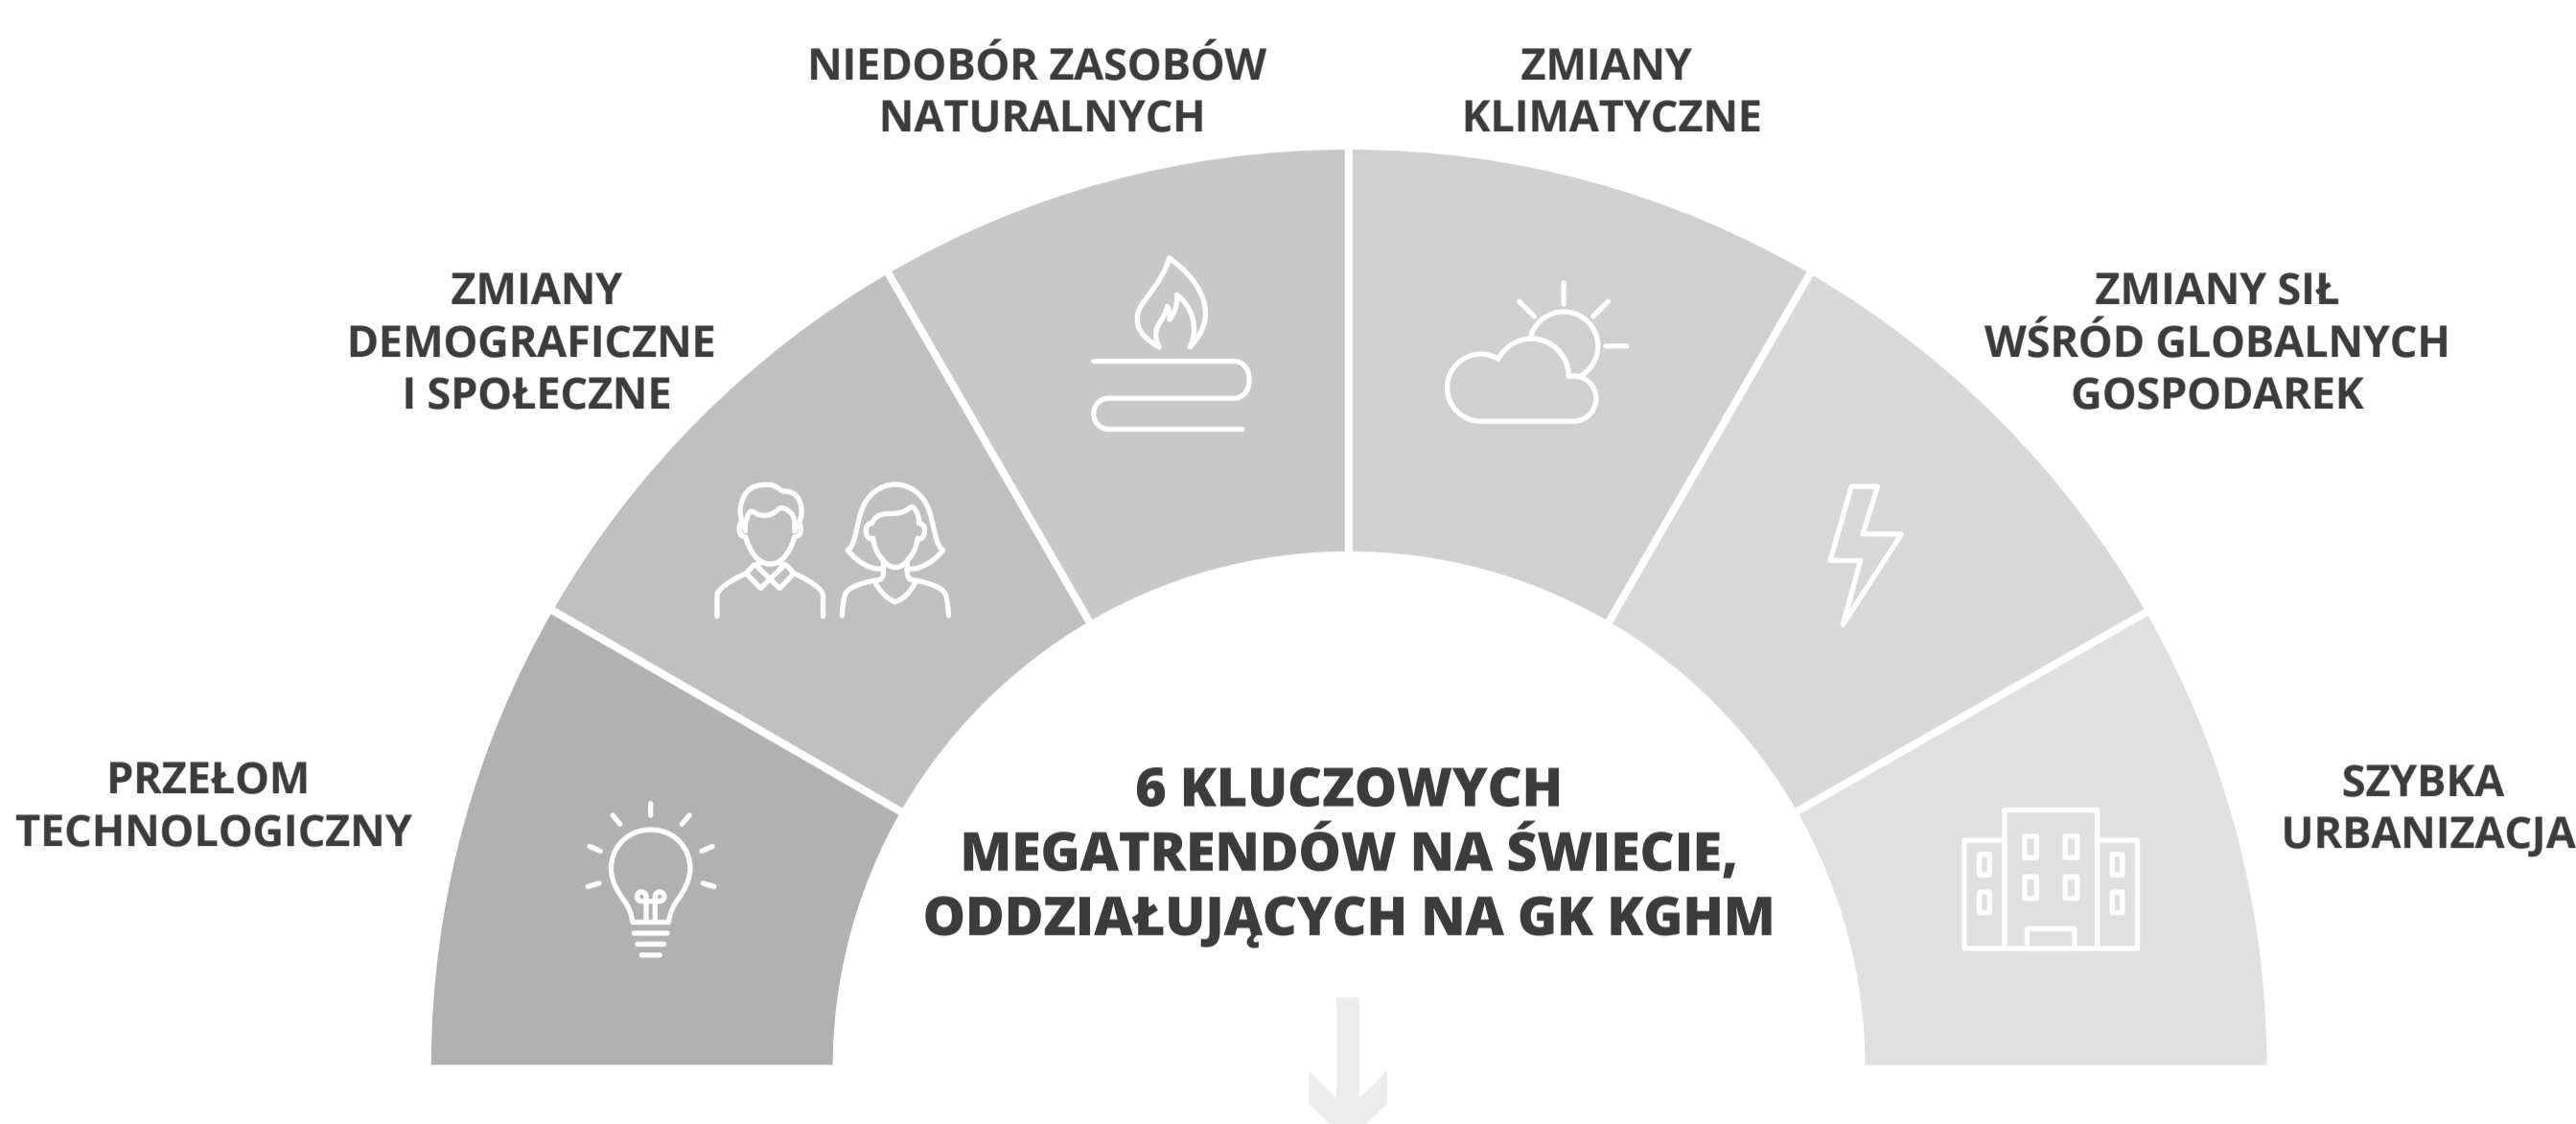 NIEDOBÓR ZASOBÓW
NATURALNYCH
ZMIANY
KLIMATYCZNE
ZMIANY
DEMOGRAFICZNE
I SPOŁECZNE
ZMIANY SIŁ
WŚRÓD GLOBALNYCH
GOSPODAREK
PRZEŁOM
TECHNOLOGICZNY
SZYBKA
URBANIZACJA
6 KLUCZOWYCH
MEGATRENDÓW NA ŚWIECIE,
ODDZIAŁUJĄCYCH NA GK KGHM